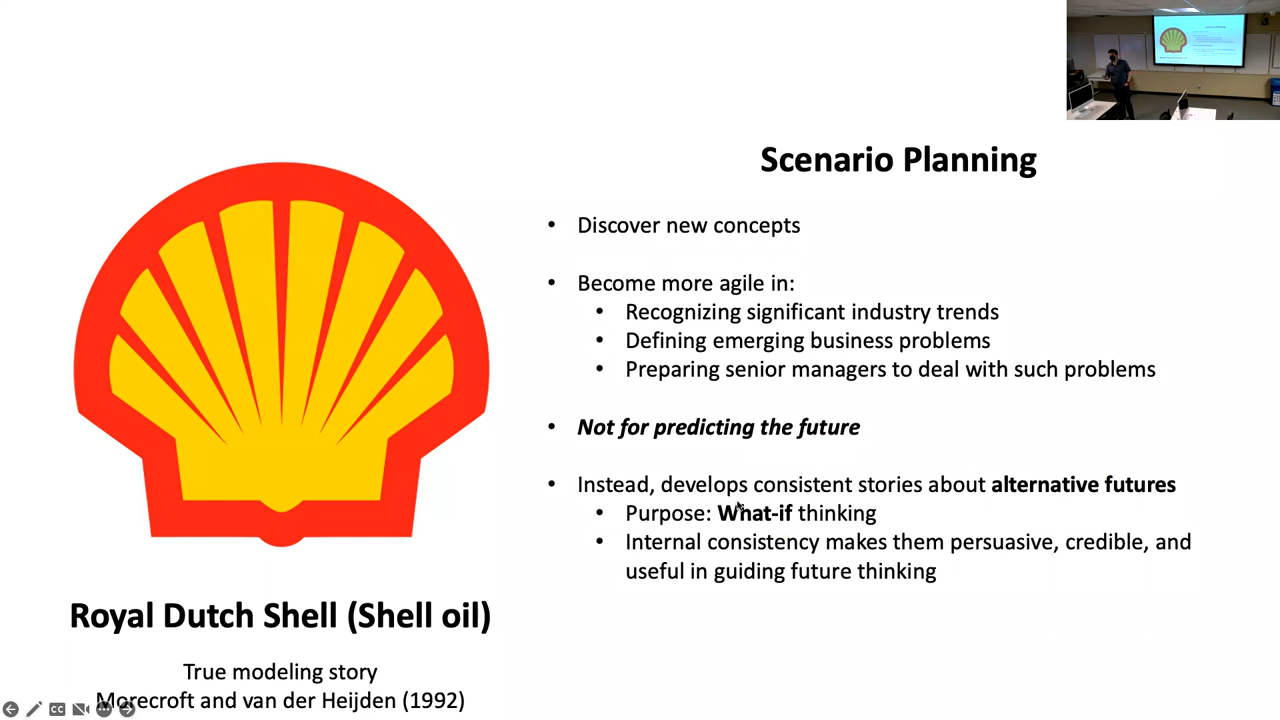 Scenario Planning
• Discover new concepts
• Become more agile in:
• Recognizing significant industry trends
• Defining emerging business problems
• Preparing senior managers to deal with such problems
• Not for predicting the future
• Instead, develops consistent stories about alternative futures
• Purpose: What-if thinking
• Internal consistency makes them persuasive, credible, and
useful in guiding future thinking
Royal Dutch Shell (Shell oil)
True modeling story
Morecroft and van der Heijden (1992)
CC